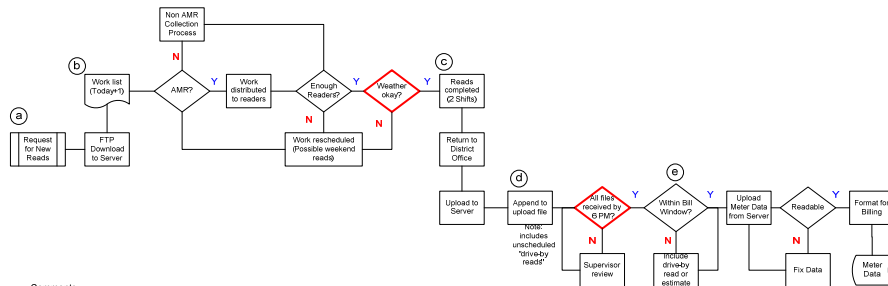 Non AMR
Collection
Process
N
b
c
Work list
(Today+1)
AMR?
Y
Work
distributed
to readers
Enough
Readers?
Y
Weather
okay?
Y
Reads
completed
(2 Shifts)
a
N
N
Request
for New
Reads
FTP
Download
to Server
Work rescheduled
(Possible weekend
reads)
Return to
District
Office
d
e
Upload to
Server
Append to
upload file
All files
received by
6 PM?
Y
Within Bill
Window?
Y
Upload
Meter Data
from Server
Readable
Y
Format for
Billing
Note:
includes
unscheduled
"drive-by
reads"
N
N
N
Supervisor
review
Include
drive-by
read or
estimate
Fix Data
Meter
Data